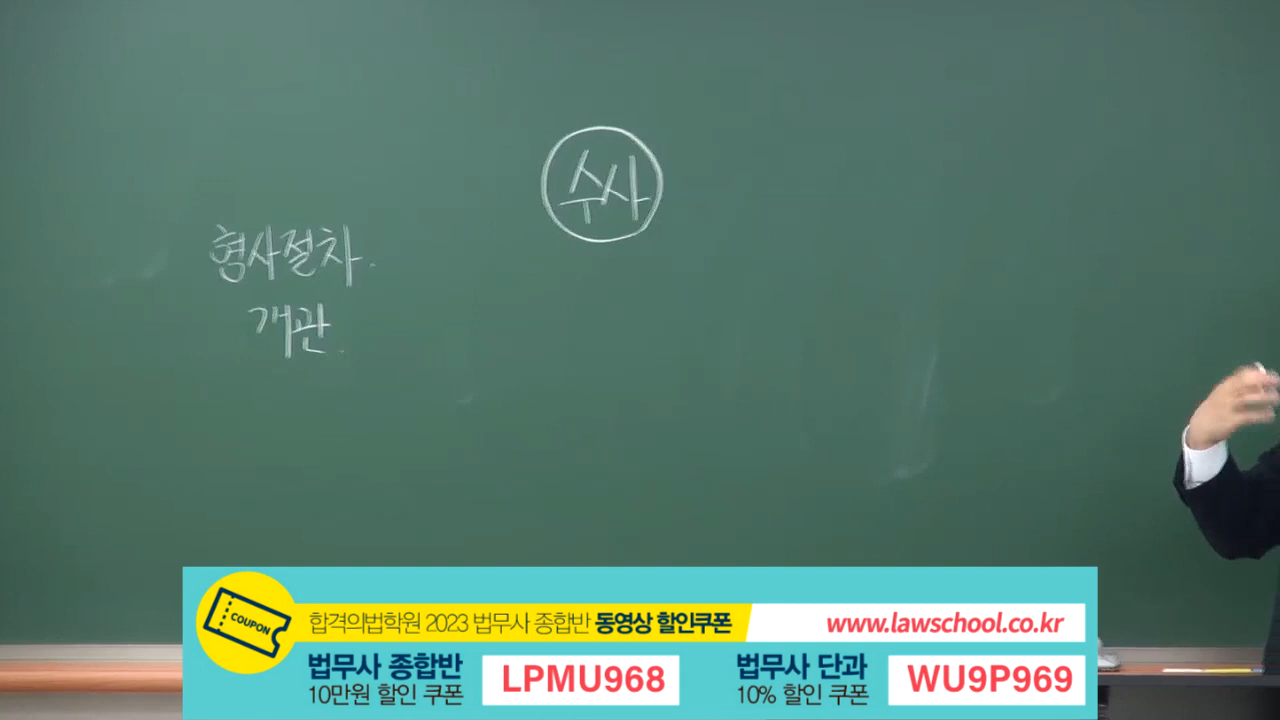 수사
형사절차.
개관.
COUPON
합격의법학원 2023 법무사 종합반 동영상 할인쿠폰
www.lawschool.co.kr
법무사 종합반
10만원 할인 쿠폰
LPMU968
법무사 단과
10% 할인 쿠폰
WU9P969